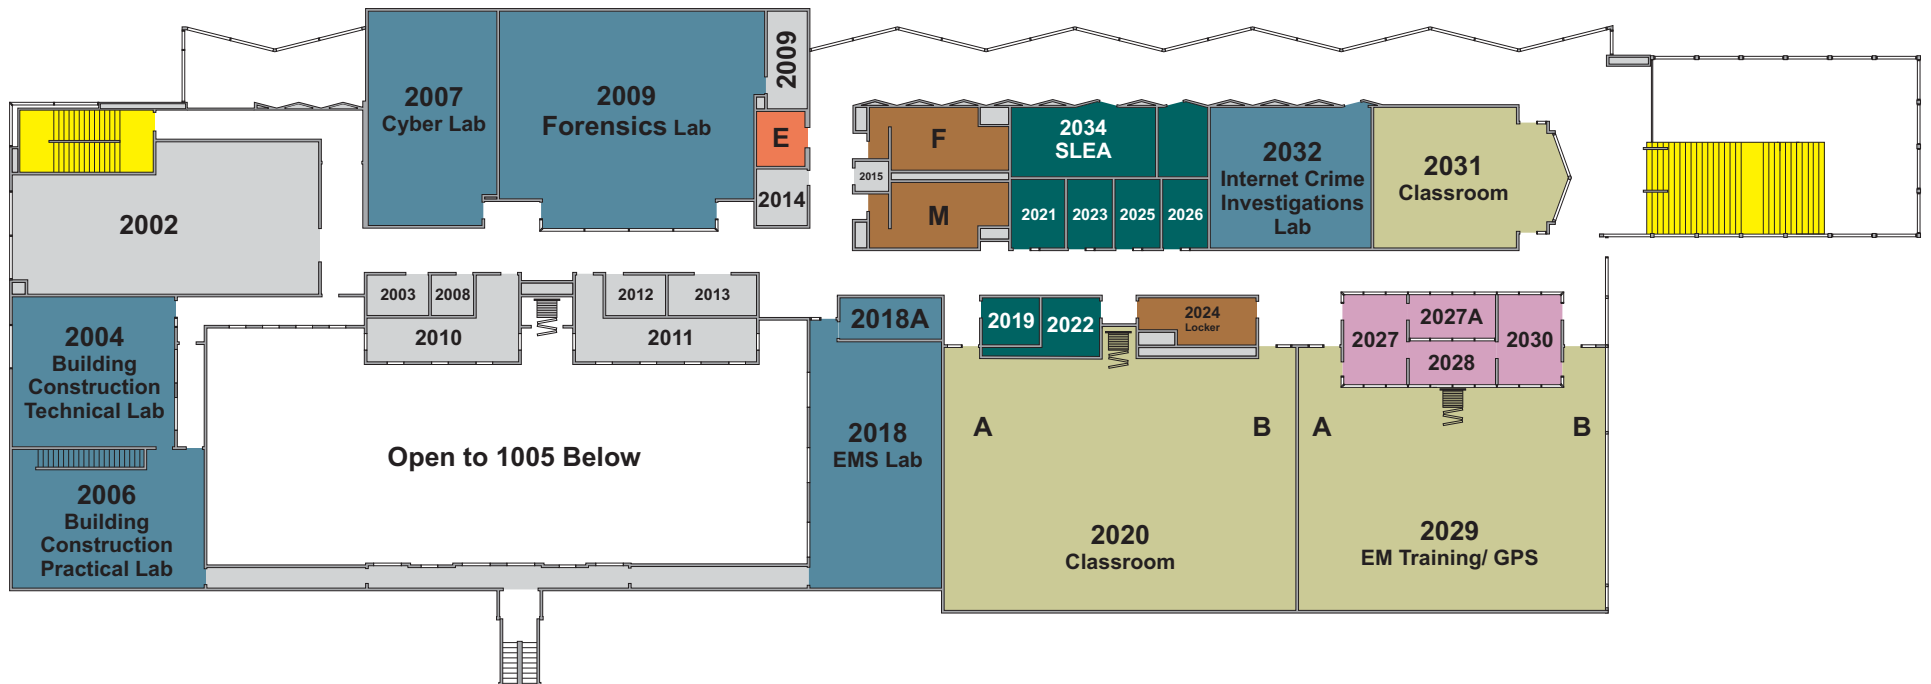 2007
Cyber Lab
2009
Forensics Lab
2009
E
2014
2002
F
2015
M
2034
SLEA
2021
2023
2025
2026
2032
Internet Crime
Investigations
Lab
2031
Classroom
2003
2008
2010
2012
2013
2011
2004
Building
Construction
Technical Lab
2006
Building
Construction
Practical Lab
Open to 1005 Below
2018A
2018
EMS Lab
2019
2022
2024
Locker
A
B
2020
Classroom
2027
2027A
2028
2030
A
B
2029
EM Training/ GPS